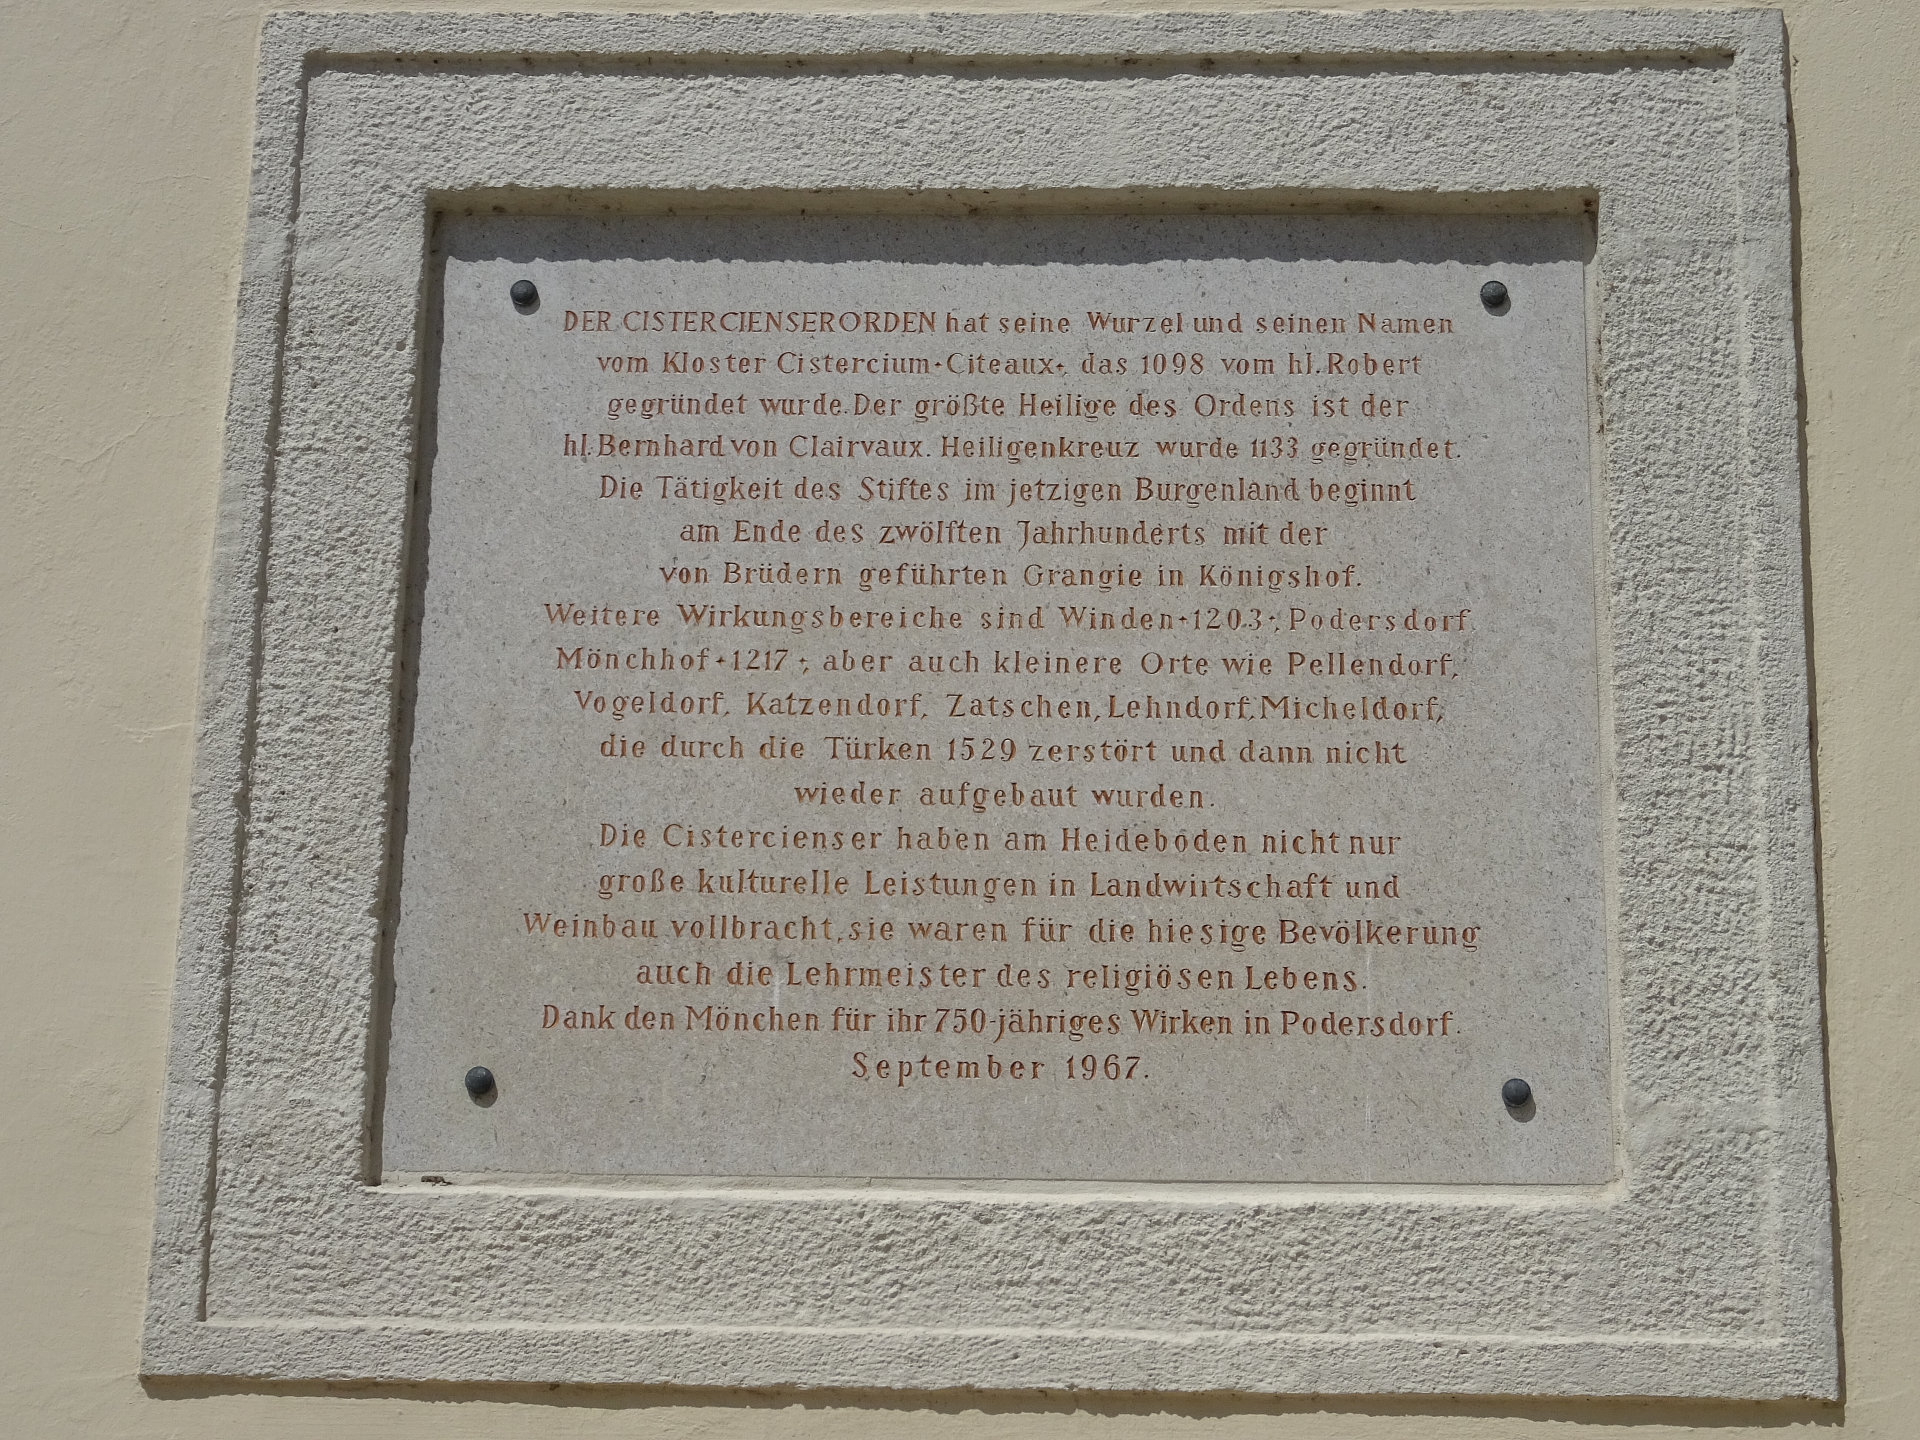 DER CISTERCIENSERORDEN hat seine Wurzel und seinen Namen
vom Kloster Cistercium·Citeaux·, das 1098 vom hl. Robert
gegründet wurde. Der größte Heilige des Ordens ist der
hl. Bernhard von Clairvaux. Heiligenkreuz wurde 1133 gegründet.
Die Tätigkeit des Stiftes im jetzigen Burgenland beginnt
am Ende des zwölften Jahrhunderts mit der
von Brüdern geführten Grangie in Königshof.
Weitere Wirkungsbereiche sind Winden·1203·, Podersdorf,
Mönchhof·1217·, aber auch kleinere Orte wie Pellendorf,
Vogeldorf, Katzendorf, Zatschen, Lehndorf, Micheldorf,
die durch die Türken 1529 zerstört und dann nicht
wieder aufgebaut wurden.
Die Cistercienser haben am Heideboden nicht nur
große kulturelle Leistungen in Landwirtschaft und
Weinbau vollbracht, sie waren für die hiesige Bevölkerung
auch die Lehrmeister des religiösen Lebens.
Dank den Mönchen für ihr 750-jähriges Wirken in Podersdorf.
September 1967.